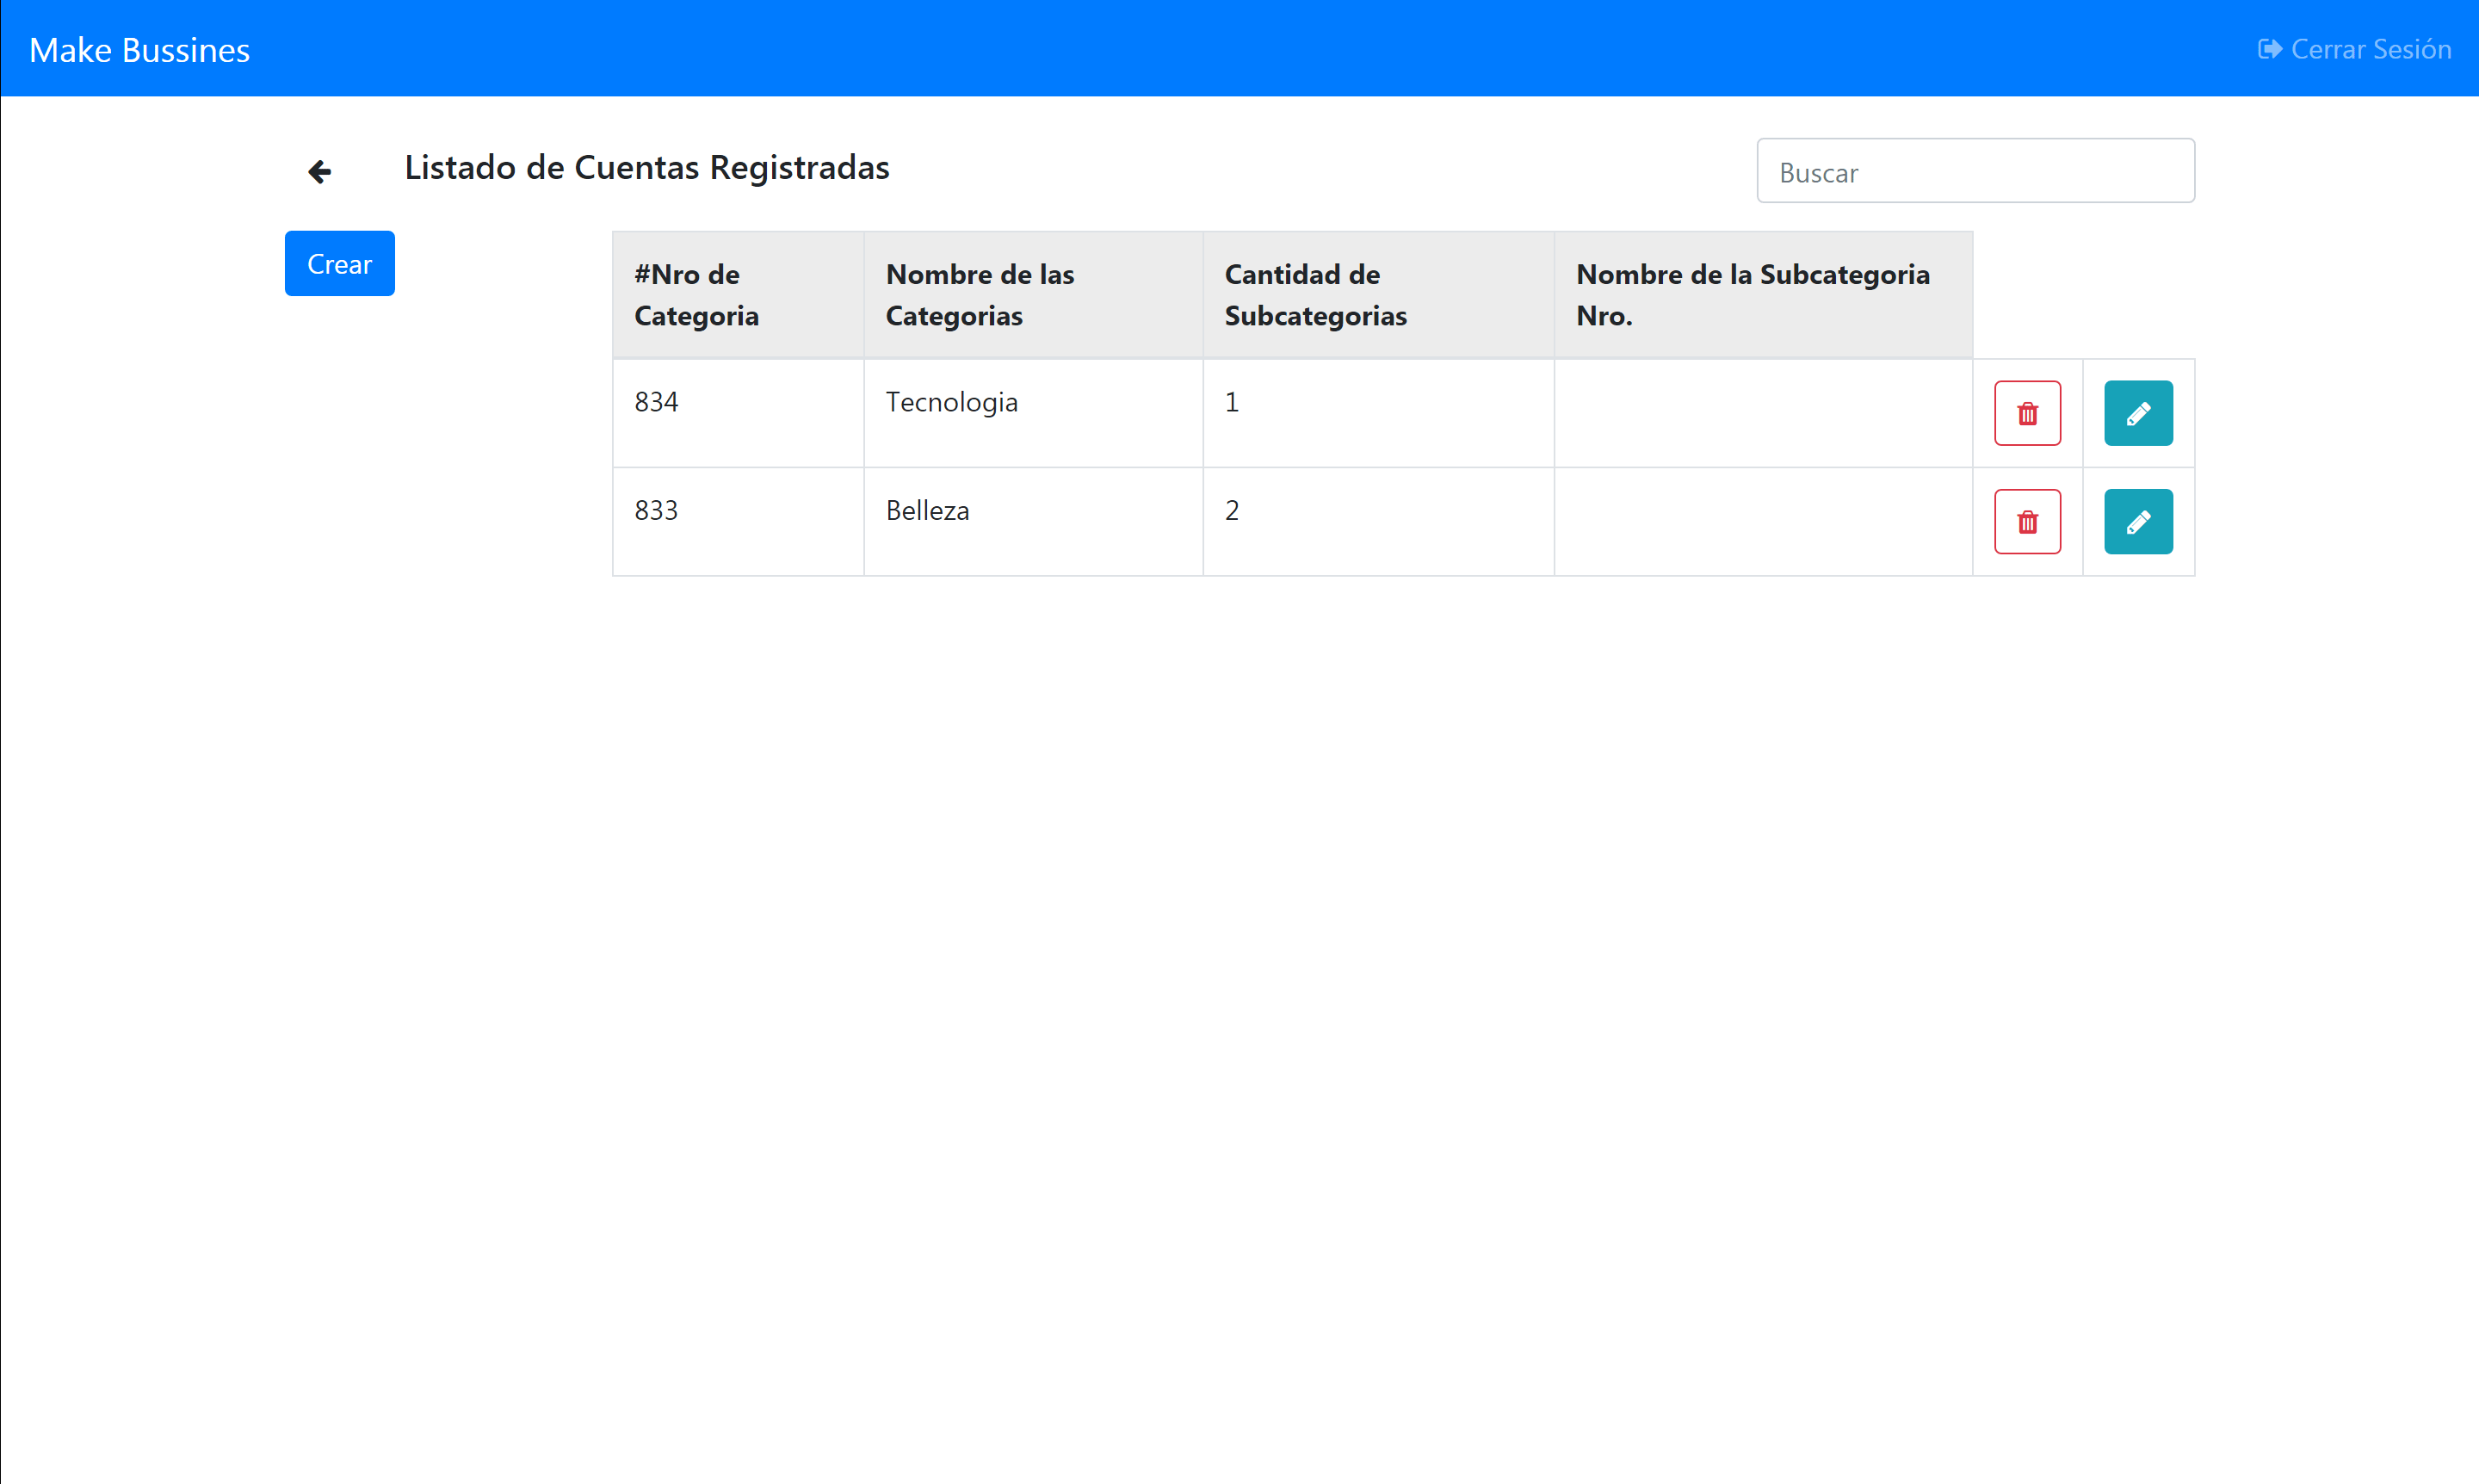 Make Bussines
Cerrar Sesión
Listado de Cuentas Registradas
Buscar
Crear
#Nro de Categoria
Nombre de las Categorias
Cantidad de Subcategorias
Nombre de la Subcategoria Nro.
834 Tecnologia 1
833 Belleza 2